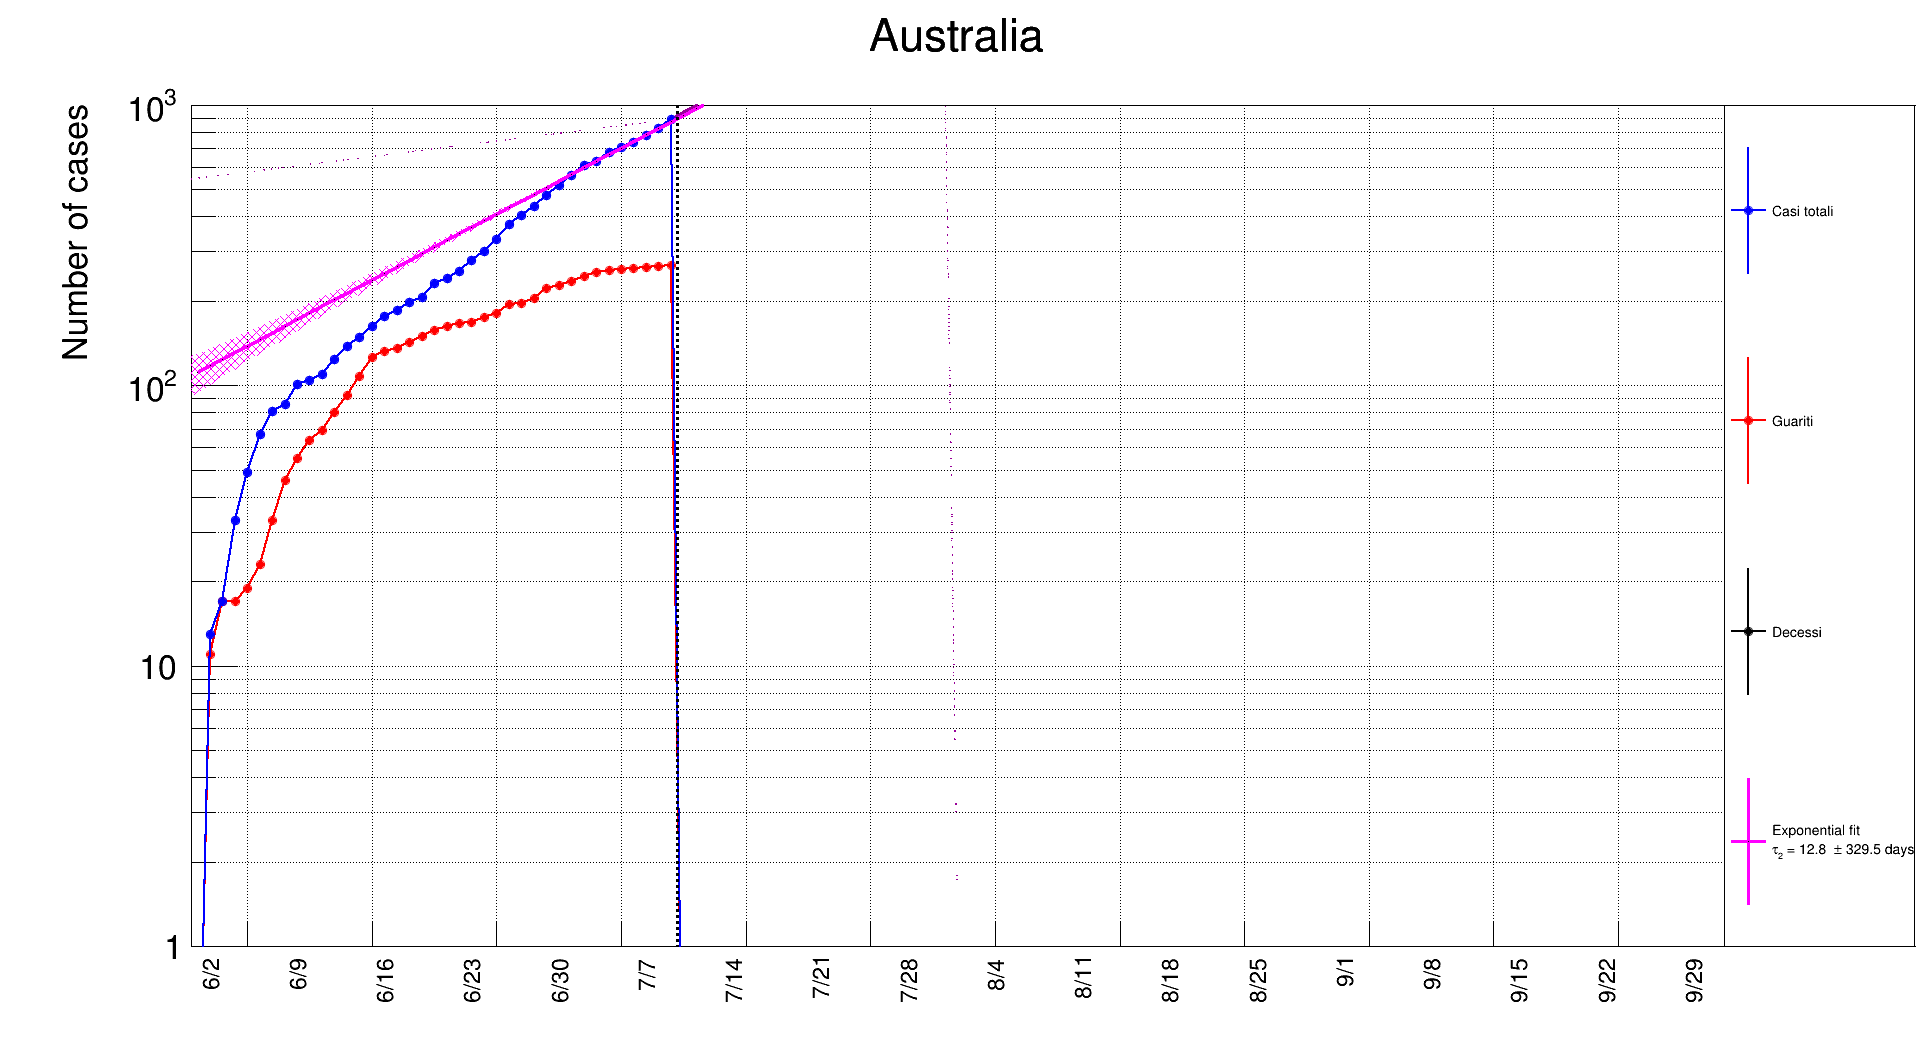 Australia
Number of cases
10³
10²
10
1
6/2 6/9 6/16 6/23 6/30 7/7 7/14 7/21 7/28 8/4 8/11 8/18 8/25 9/1 9/8 9/15 9/22 9/29
Casi totali
Guariti
Decessi
Exponential fit
τ₂ = 12.8 ± 329.5 days